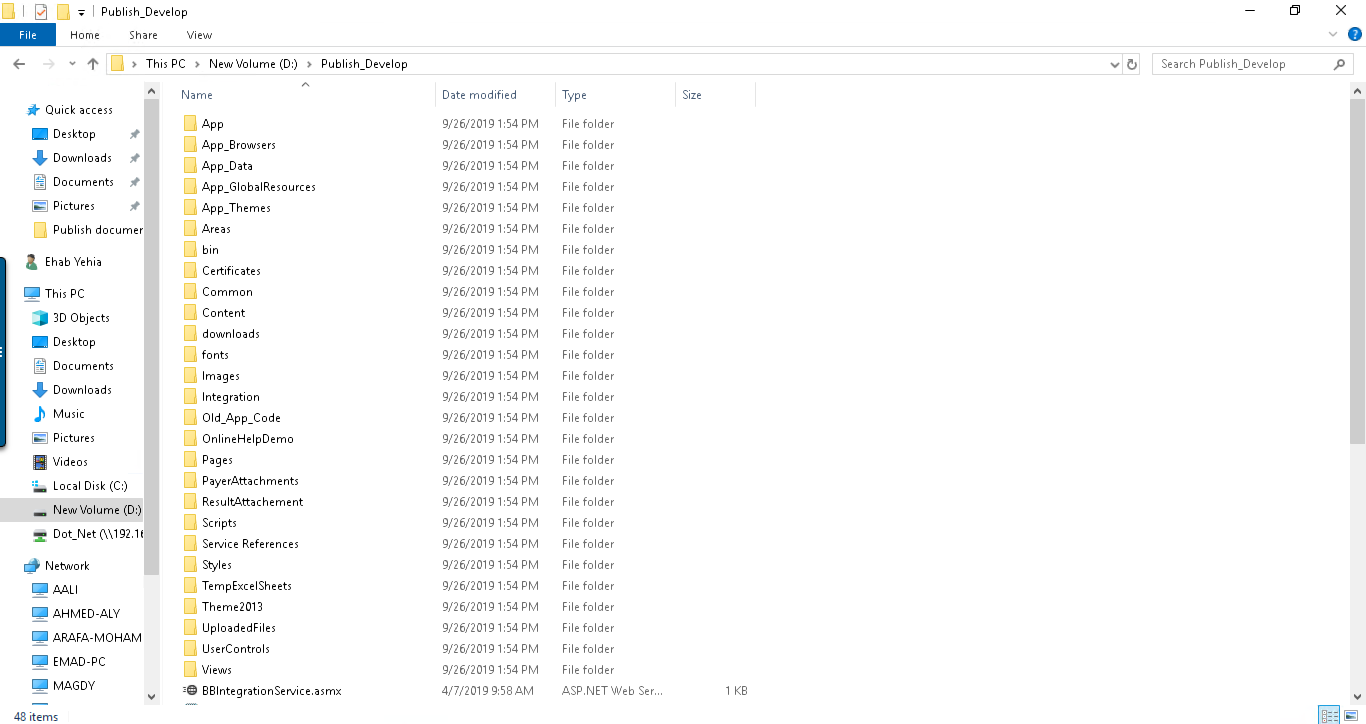 Publish_Develop
File Home Share View
This PC New Volume (D:) Publish_Develop
Search Publish_Develop
Quick access
Desktop
Downloads
Documents
Pictures
Publish documer
Ehab Yehia
This PC
3D Objects
Desktop
Documents
Downloads
Music
Pictures
Videos
Local Disk (C:)
New Volume (D:)
Dot_Net (\\192.16
Network
AALI
AHMED-ALY
ARAFA-MOHAM
EMAD-PC
MAGDY
Name Date modified Type Size
App 9/26/2019 1:54 PM File folder
App_Browsers 9/26/2019 1:54 PM File folder
App_Data 9/26/2019 1:54 PM File folder
App_GlobalResources 9/26/2019 1:54 PM File folder
App_Themes 9/26/2019 1:54 PM File folder
Areas 9/26/2019 1:54 PM File folder
bin 9/26/2019 1:54 PM File folder
Certificates 9/26/2019 1:54 PM File folder
Common 9/26/2019 1:54 PM File folder
Content 9/26/2019 1:54 PM File folder
downloads 9/26/2019 1:54 PM File folder
fonts 9/26/2019 1:54 PM File folder
Images 9/26/2019 1:54 PM File folder
Integration 9/26/2019 1:54 PM File folder
Old_App_Code 9/26/2019 1:54 PM File folder
OnlineHelpDemo 9/26/2019 1:54 PM File folder
Pages 9/26/2019 1:54 PM File folder
PayerAttachments 9/26/2019 1:54 PM File folder
ResultAttachement 9/26/2019 1:54 PM File folder
Scripts 9/26/2019 1:54 PM File folder
Service References 9/26/2019 1:54 PM File folder
Styles 9/26/2019 1:54 PM File folder
TempExcelSheets 9/26/2019 1:54 PM File folder
Theme2013 9/26/2019 1:54 PM File folder
UploadedFiles 9/26/2019 1:54 PM File folder
UserControls 9/26/2019 1:54 PM File folder
Views 9/26/2019 1:54 PM File folder
BBIntegrationService.asmx 4/7/2019 9:58 AM ASP.NET Web Ser... 1 KB
48 items